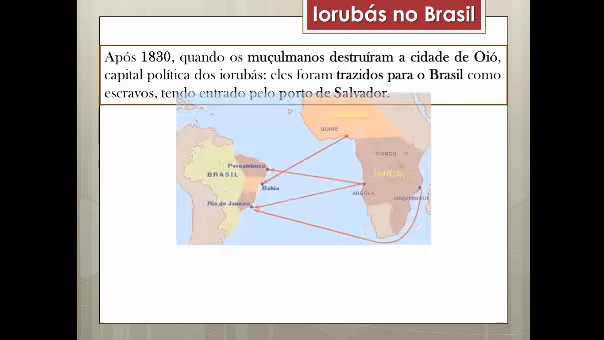 Iorubás no Brasil
Após 1830, quando os muçulmanos destruíram a cidade de Oió,
capital política dos iorubás: eles foram trazidos para o Brasil como
escravos, tendo entrado pelo porto de Salvador.
GUINÉ
CONGO
Pernambuco
BRASIL
Bahia
ANGOLA
MOÇAMBIQUE
Rio de Janeiro